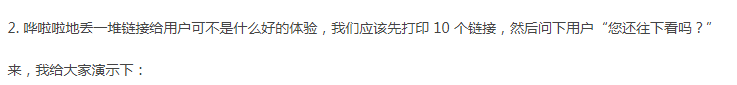 2. 哗啦啦地丢一堆链接给用户可不是什么好的体验，我们应该先打印 10 个链接，然后问下用户“您还往下看吗？”
来，我给大家演示下：